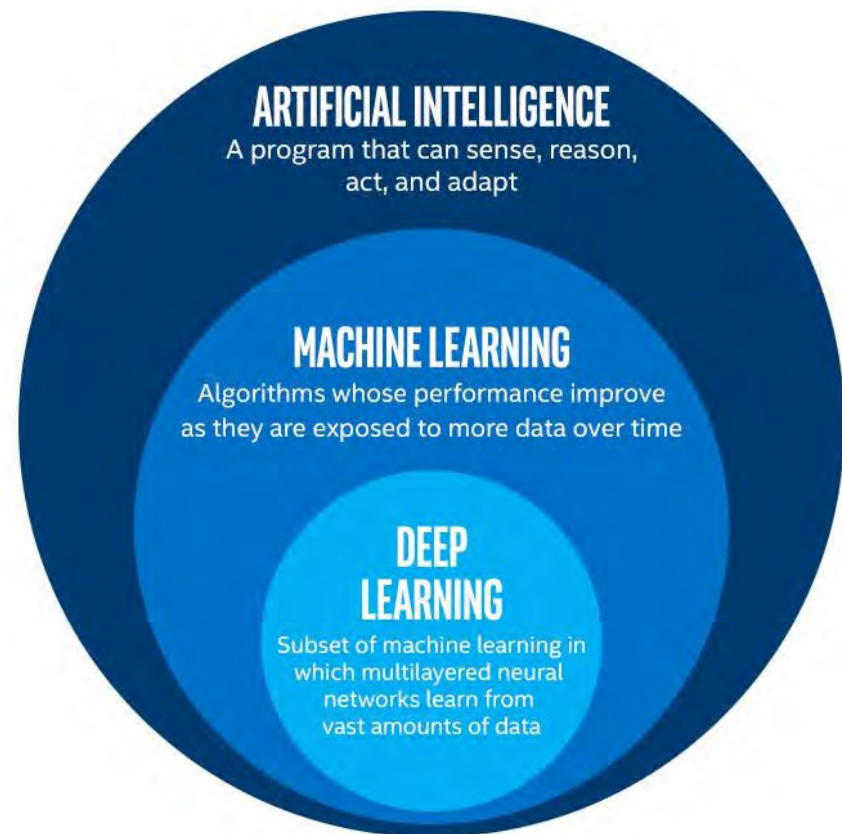 ARTIFICIAL INTELLIGENCE
A program that can sense, reason,
act, and adapt
MACHINE LEARNING
Algorithms whose performance improve
as they are exposed to more data over time
DEEP
LEARNING
Subset of machine learning in
which multilayered neural
networks learn from
vast amounts of data